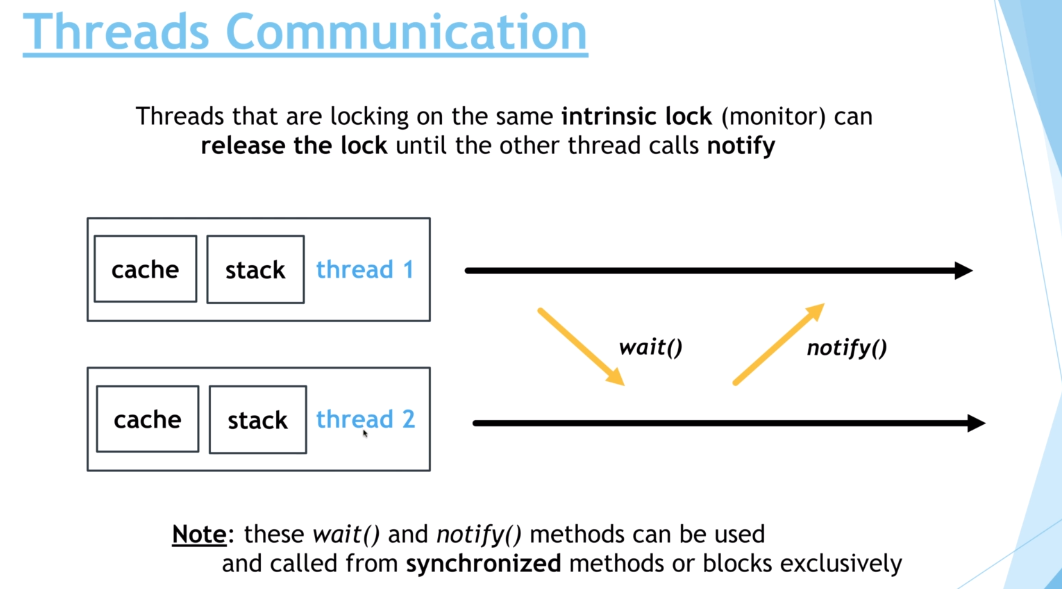 Threads Communication
Threads that are locking on the same intrinsic lock (monitor) can
release the lock until the other thread calls notify
cache stack thread 1
wait() notify()
cache stack thread 2
Note: these wait() and notify() methods can be used
and called from synchronized methods or blocks exclusively